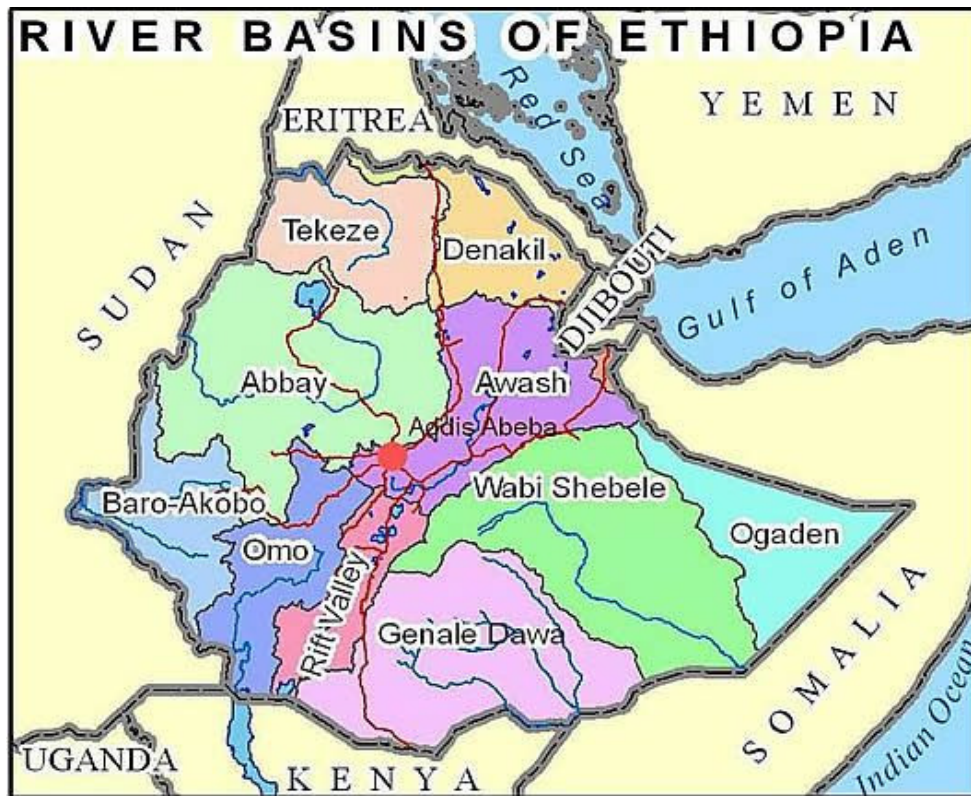 RIVER BASINS OF ETHIOPIA
YEMEN
Red Sea
ERITREA
Tekeze
Denakil
DJIBOUTI
Gulf of Aden
SUDAN
Abbay
Awash
Addis Abeba
Baro-Akobo
Wabi Shebele
Omo
Ogaden
Rift Valley
Genale Dawa
SOMALIA
Indian Ocean
UGANDA
KENYA